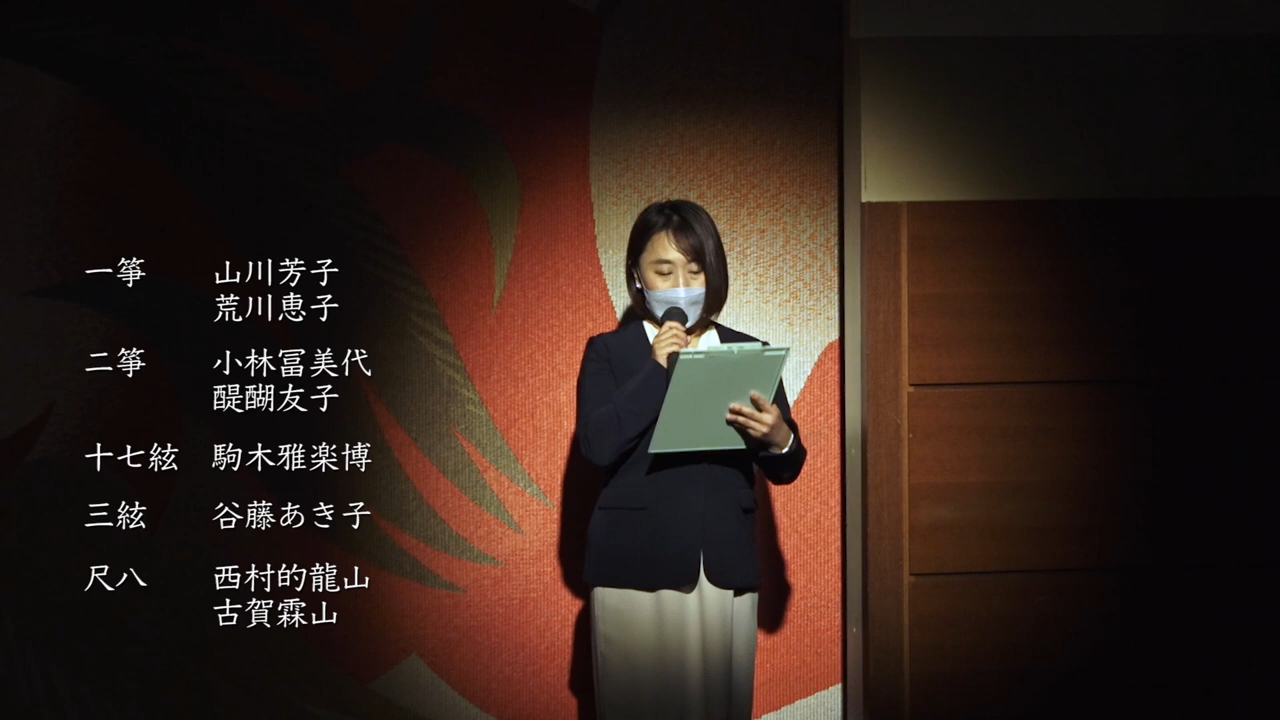 一箏 山川芳子
荒川恵子
二箏 小林冨美代
醍醐友子
十七絃 駒木雅楽博
三絃 谷藤あき子
尺八 西村的龍山
古賀霖山